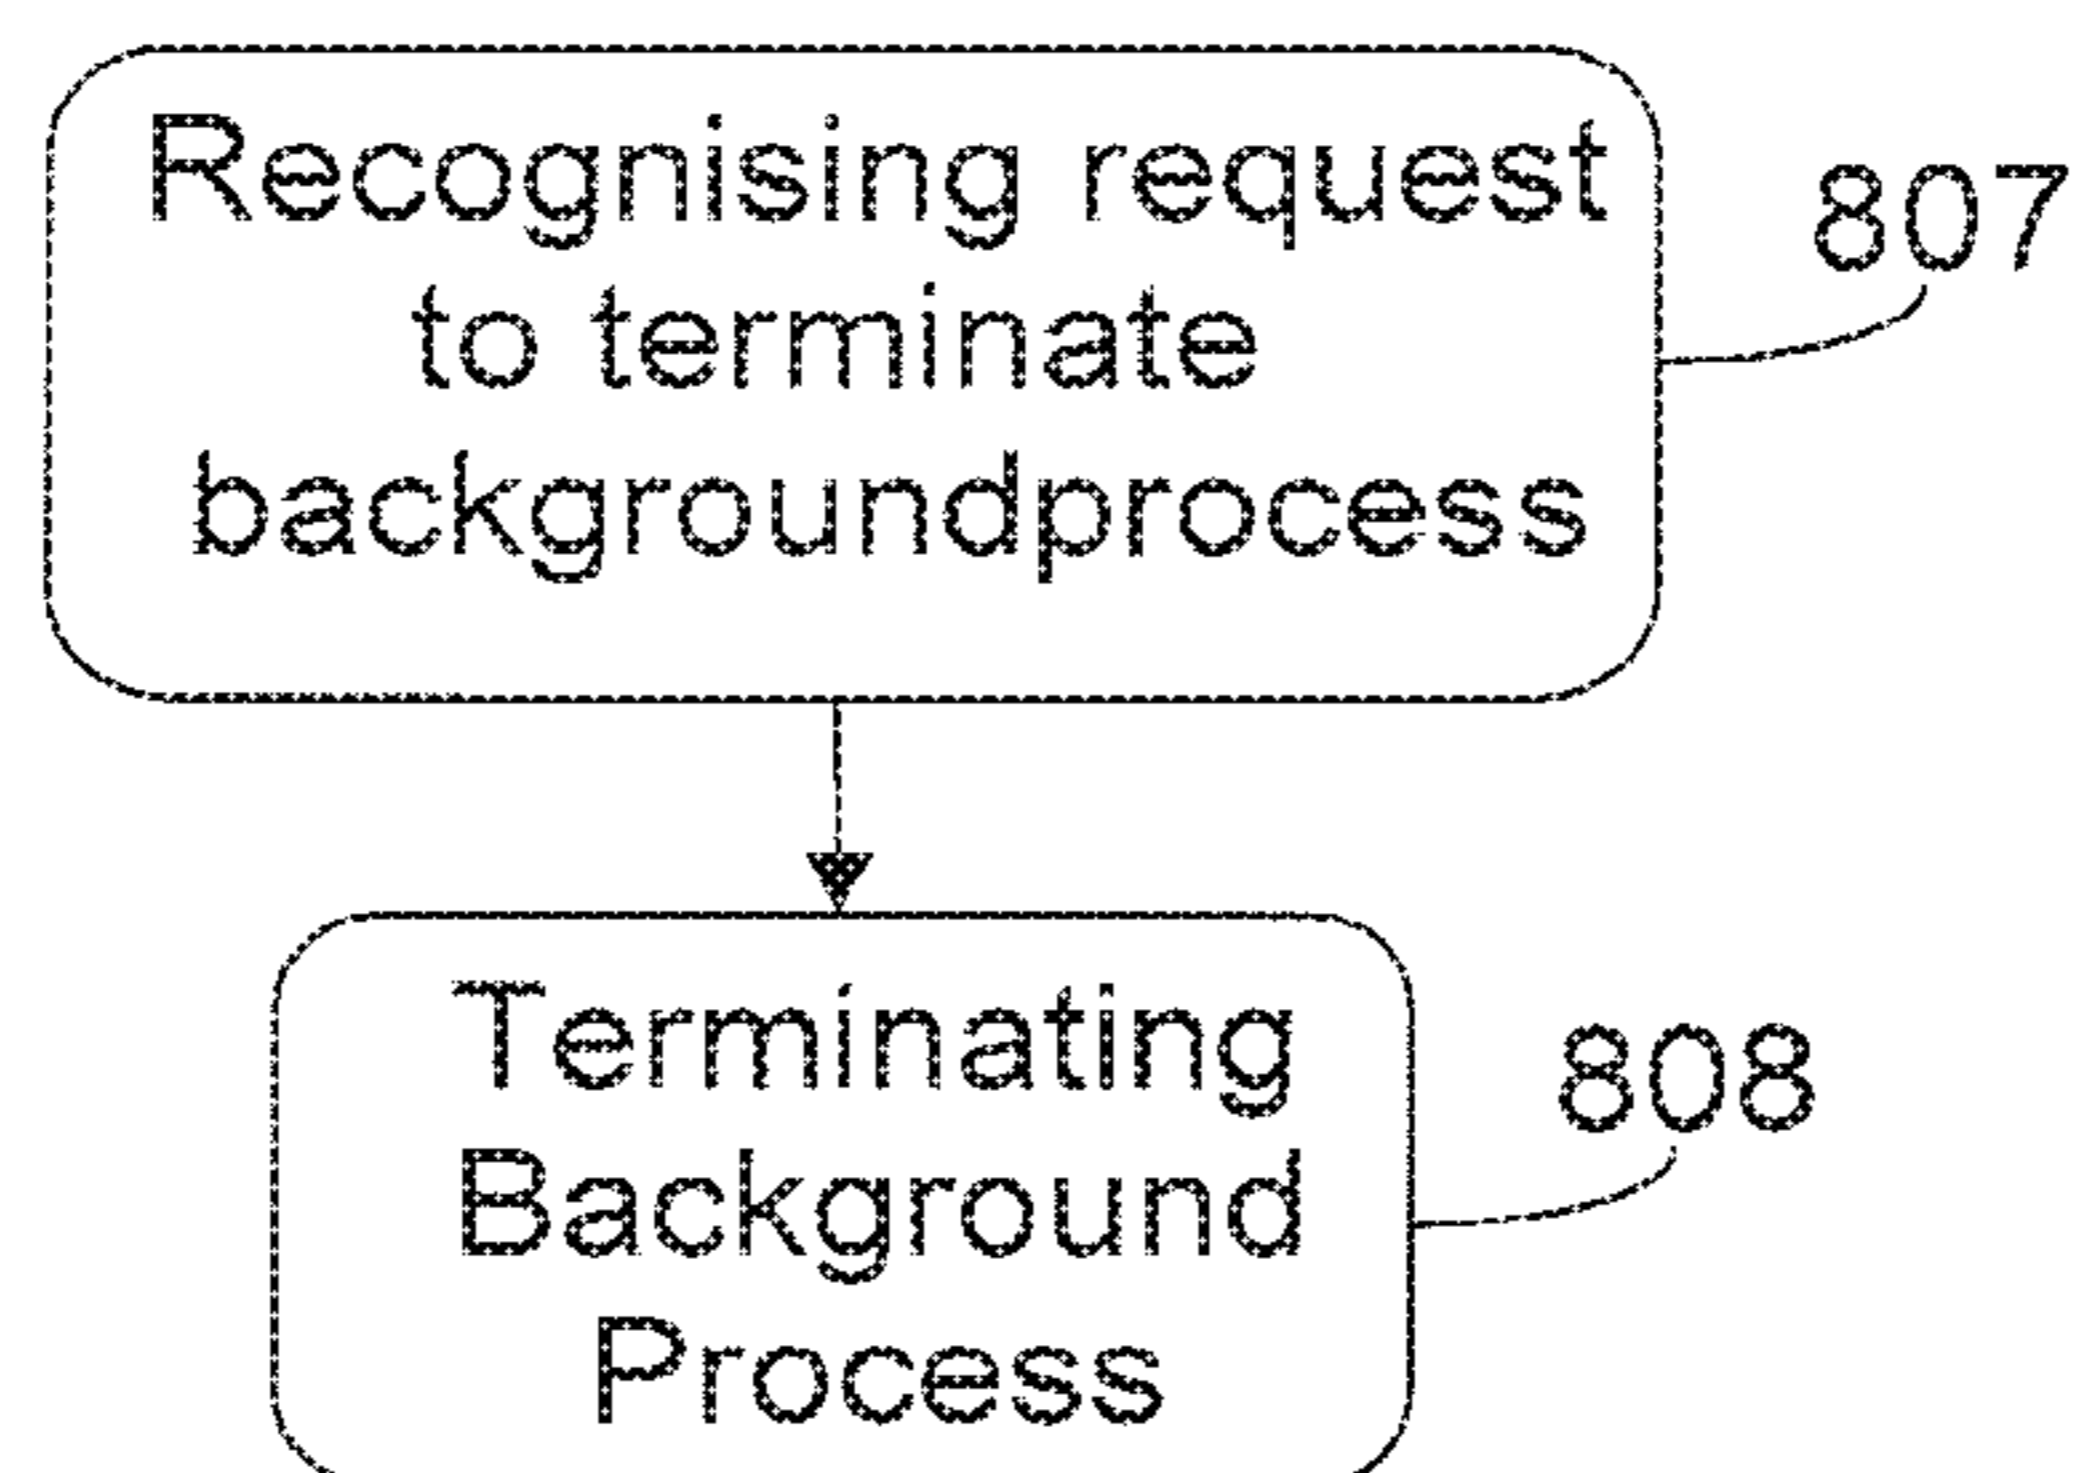 Recognising request
to terminate
backgroundprocess
807
Terminating
Background
Process
808